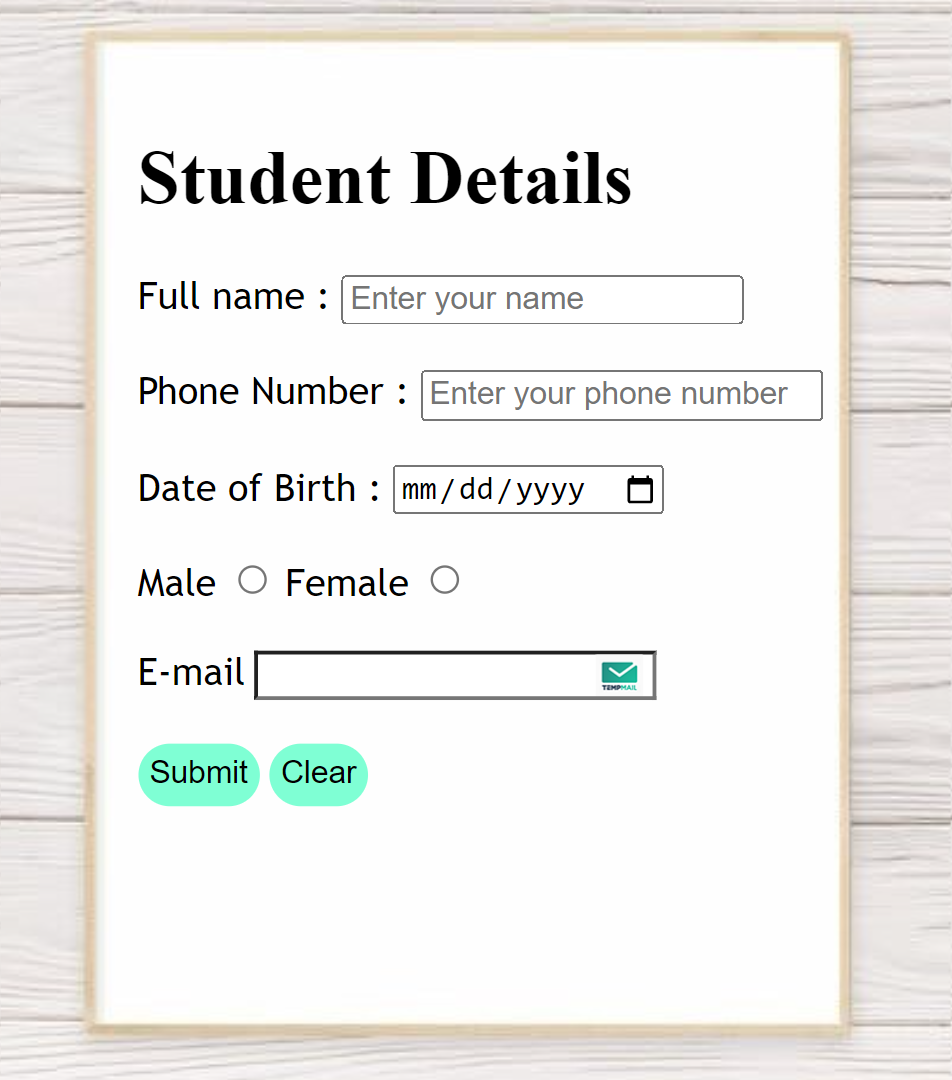 Student Details
Full name : Enter your name
Phone Number : Enter your phone number
Date of Birth : mm/dd/yyyy
Male Female
E-mail TEMPMAIL
Submit Clear